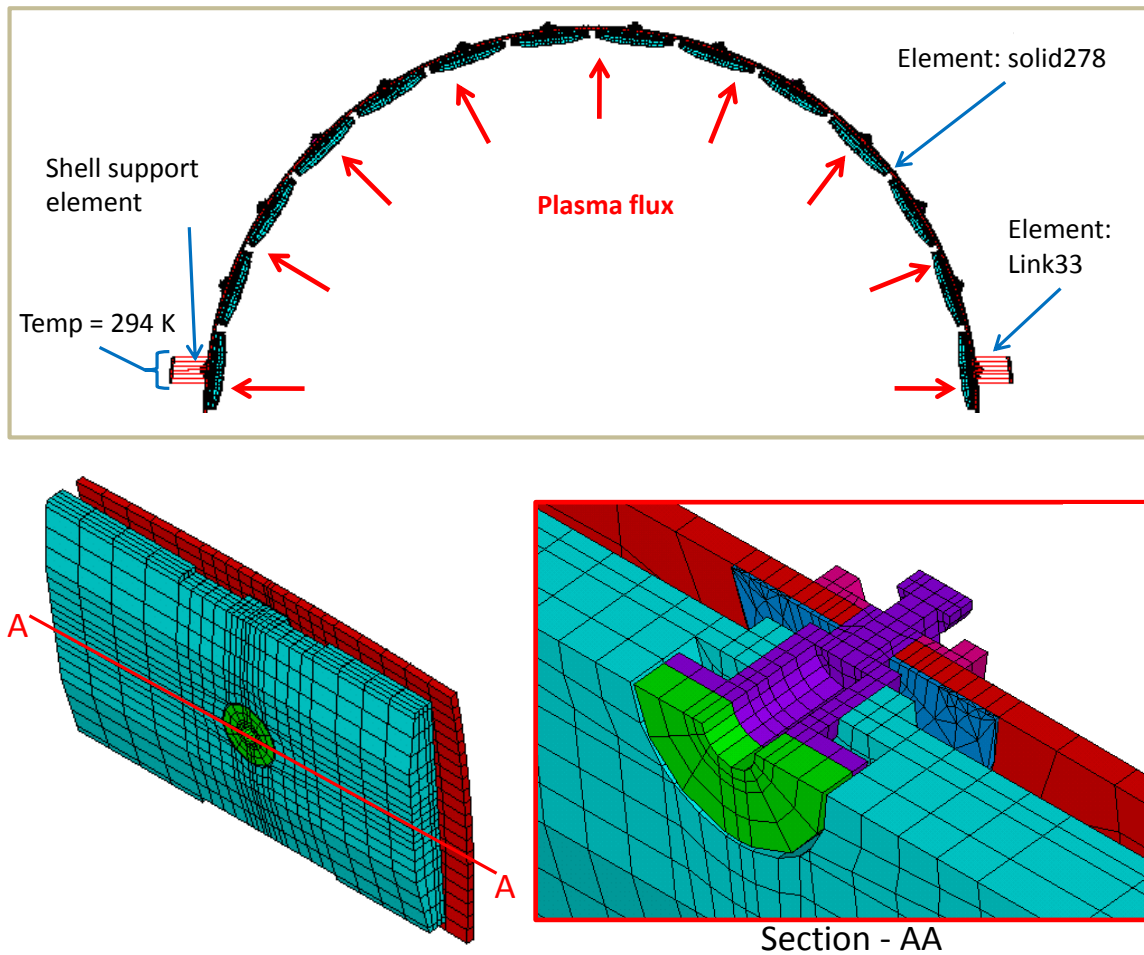 Element: solid278
Shell support
element
Plasma flux
Element:
Link33
Temp = 294 K
A
A
Section - AA